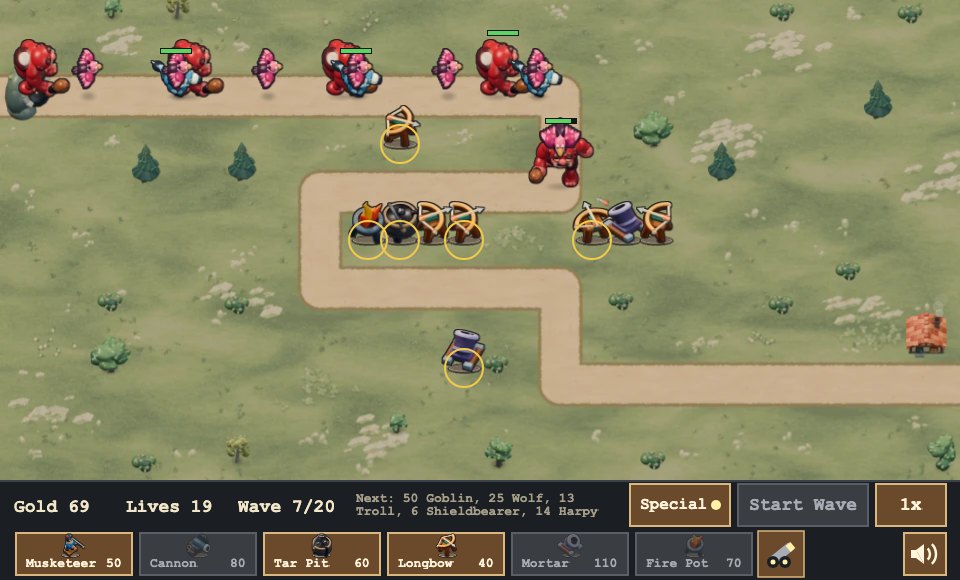 Gold 69
Lives 19
Wave 7/20
Next: 50 Goblin, 25 Wolf, 13
Troll, 6 Shieldbearer, 14 Harpy
Special
Start Wave
1x
Musketeer 50
Cannon 80
Tar Pit 60
Longbow 40
Mortar 110
Fire Pot 70